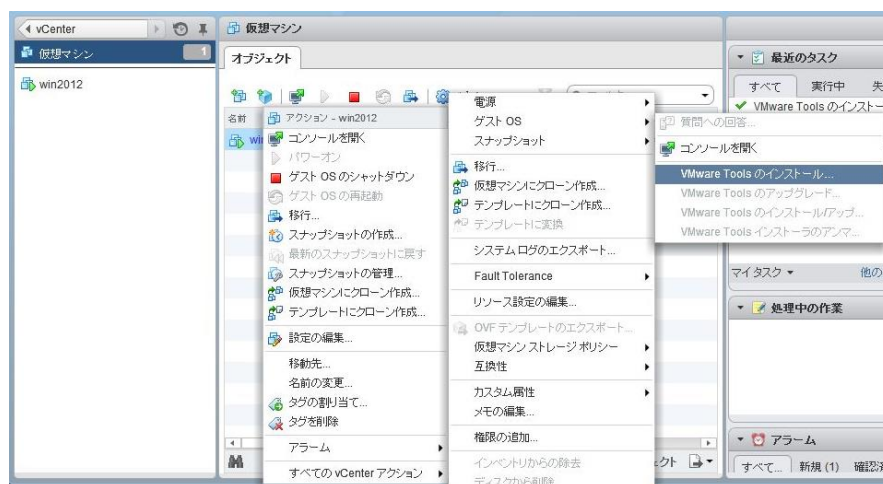 vCenter
仮想マシン 1
win2012
仮想マシン
オブジェクト
名前
アクション - win2012
コンソールを開く
パワーオン
ゲスト OS のシャットダウン
ゲスト OS の再起動
移行...
スナップショットの作成...
最新のスナップショットに戻す
スナップショットの管理...
仮想マシンにクローン作成...
テンプレートにクローン作成...
設定の編集...
移動先...
名前の変更...
タグの割り当て...
タグを削除
アラーム
すべての vCenter アクション
電源
ゲスト OS
スナップショット
移行...
仮想マシンにクローン作成...
テンプレートにクローン作成...
テンプレートに変換
システム ログのエクスポート...
Fault Tolerance
リソース設定の編集...
OVF テンプレートのエクスポート...
仮想マシン ストレージ ポリシー
互換性
カスタム属性
メモの編集...
権限の追加...
インベントリからの除去
ディスクから削除
質問への回答...
コンソールを開く
VMware Tools のインストール...
VMware Tools のアップグレード...
VMware Tools のインストール/アップ...
VMware Tools インストーラのアンマ...
最近のタスク
すべて 実行中 失
VMware Tools のインストー
マイ タスク 他の
処理中の作業
アラーム
すべて... 新規 (1) 確認済